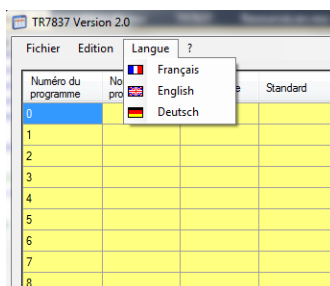 TR7837 Version 2.0
Fichier Edition Langue ?
Français
English
Deutsch
Numéro du
programme
Standard
0
1
2
3
4
5
6
7
8